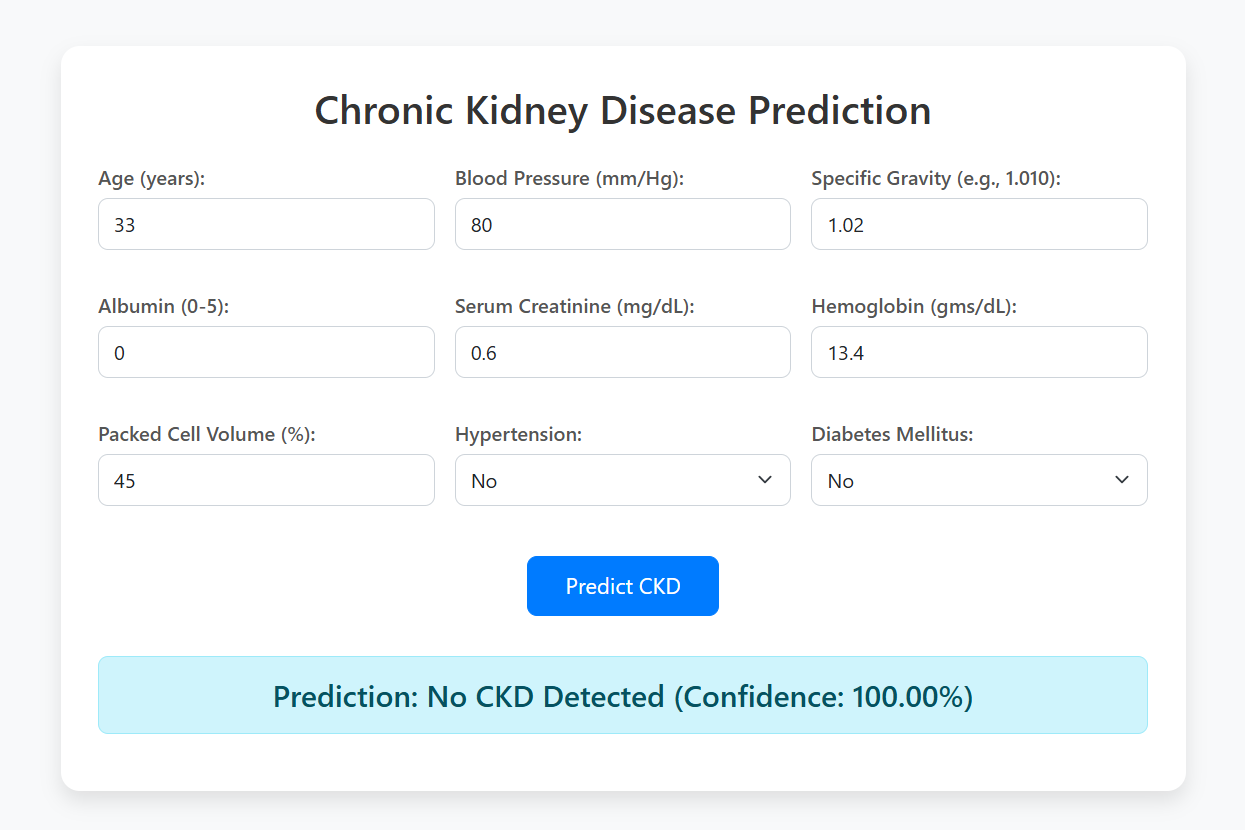 Chronic Kidney Disease Prediction
Age (years):
33
Blood Pressure (mm/Hg):
80
Specific Gravity (e.g., 1.010):
1.02
Albumin (0-5):
0
Serum Creatinine (mg/dL):
0.6
Hemoglobin (gms/dL):
13.4
Packed Cell Volume (%):
45
Hypertension:
No
Diabetes Mellitus:
No
Predict CKD
Prediction: No CKD Detected (Confidence: 100.00%)